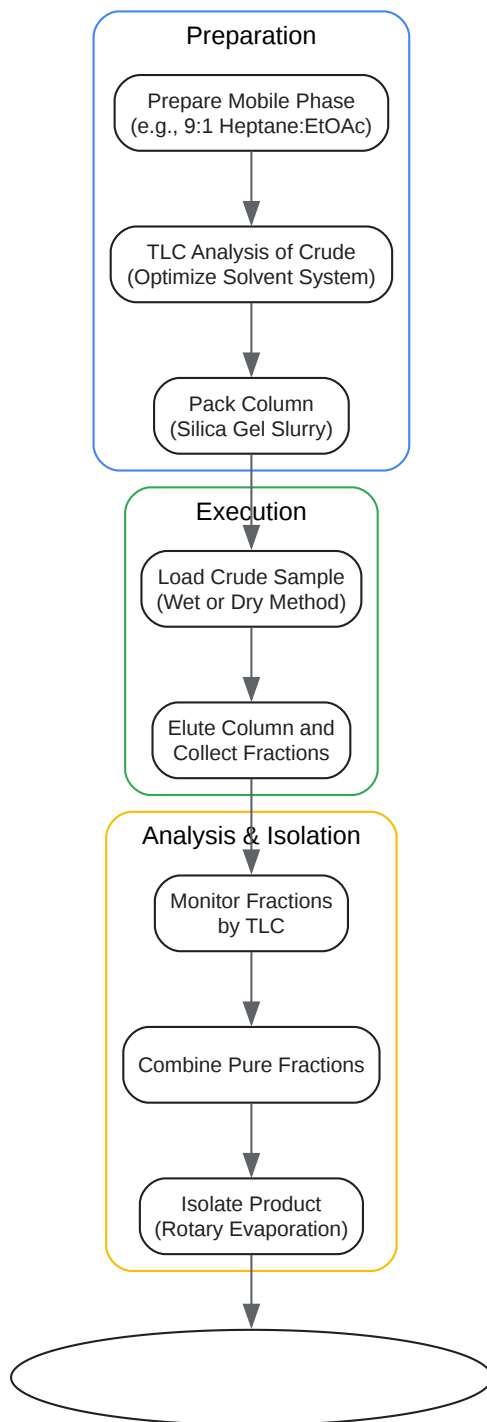 Preparation
Prepare Mobile Phase
(e.g., 9:1 Heptane:EtOAc)
TLC Analysis of Crude
(Optimize Solvent System)
Pack Column
(Silica Gel Slurry)
Execution
Load Crude Sample
(Wet or Dry Method)
Elute Column and
Collect Fractions
Analysis & Isolation
Monitor Fractions
by TLC
Combine Pure Fractions
Isolate Product
(Rotary Evaporation)